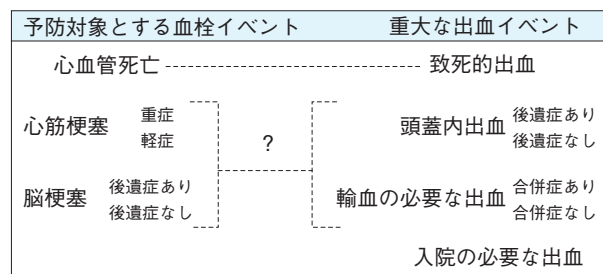 予防対象とする血栓イベント 重大な出血イベント
心血管死亡 致死的出血
心筋梗塞 重症 軽症
?
頭蓋内出血 後遺症あり 後遺症なし
脳梗塞 後遺症あり 後遺症なし
輸血の必要な出血 合併症あり 合併症なし
入院の必要な出血